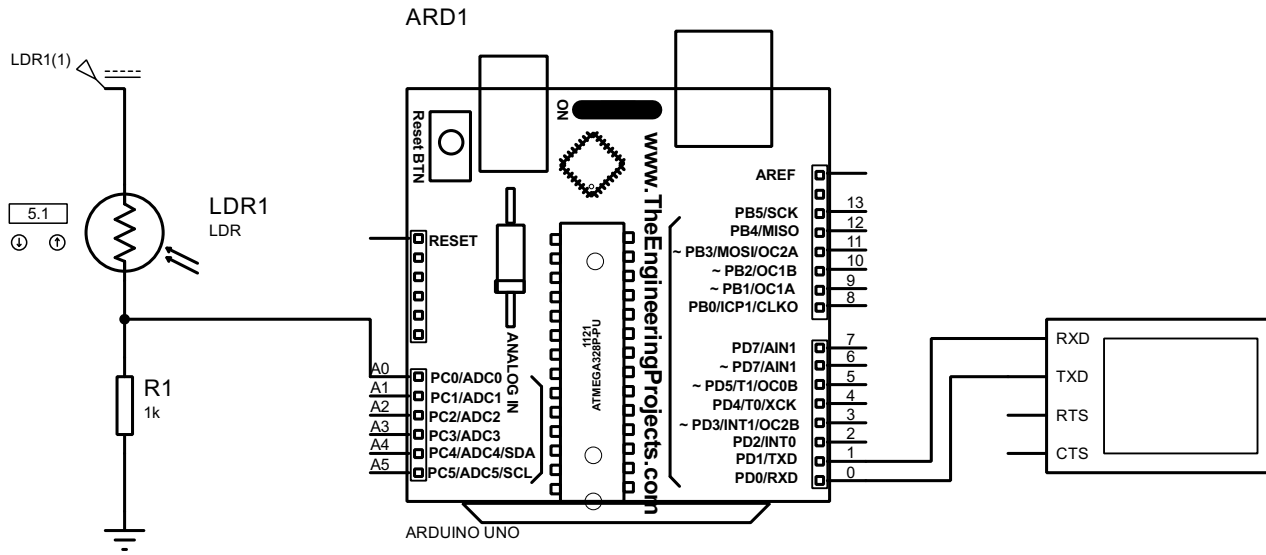 ARD1
LDR1(1)
5.1
LDR1
LDR
R1
1k
Reset BTN
ON
www.TheEngineeringProjects.com
ANALOG IN
1121
ATMEGA328P-PU
RESET
A0 PC0/ADC0
A1 PC1/ADC1
A2 PC2/ADC2
A3 PC3/ADC3
A4 PC4/ADC4/SDA
A5 PC5/ADC5/SCL
AREF
PB5/SCK 13
PB4/MISO 12
~ PB3/MOSI/OC2A 11
~ PB2/OC1B 10
~ PB1/OC1A 9
PB0/ICP1/CLKO 8
PD7/AIN1 7
~ PD7/AIN1 6
~ PD5/T1/OC0B 5
PD4/T0/XCK 4
~ PD3/INT1/OC2B 3
PD2/INT0 2
PD1/TXD 1
PD0/RXD 0
ARDUINO UNO
RXD
TXD
RTS
CTS